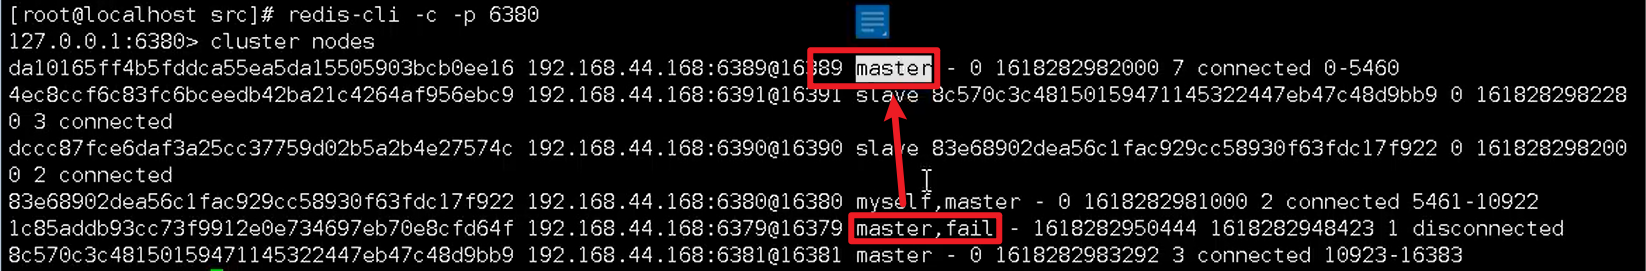 [root@localhost src]# redis-cli -c -p 6380
127.0.0.1:6380> cluster nodes
da10165ff4b5fddca55ea5da15505903bcb0ee16 192.168.44.168:6389@16389 master - 0 1618282982000 7 connected 0-5460
4ec8ccf6c83fc6bceedb42ba21c4264af956ebc9 192.168.44.168:6391@16391 slave 8c570c3c48150159471145322447eb47c48d9bb9 0 161828298228
0 3 connected
dccc87fce6daf3a25cc37759d02b5a2b4e27574c 192.168.44.168:6390@16390 slave 83e68902dea56c1fac929cc58930f63fdc17f922 0 161828298200
0 2 connected
83e68902dea56c1fac929cc58930f63fdc17f922 192.168.44.168:6380@16380 myself,master - 0 1618282981000 2 connected 5461-10922
1c85addb93cc73f9912e0e734697eb70e8cfd64f 192.168.44.168:6379@16379 master,fail - 1618282950444 1618282948423 1 disconnected
8c570c3c48150159471145322447eb47c48d9bb9 192.168.44.168:6381@16381 master - 0 1618282983292 3 connected 10923-16383